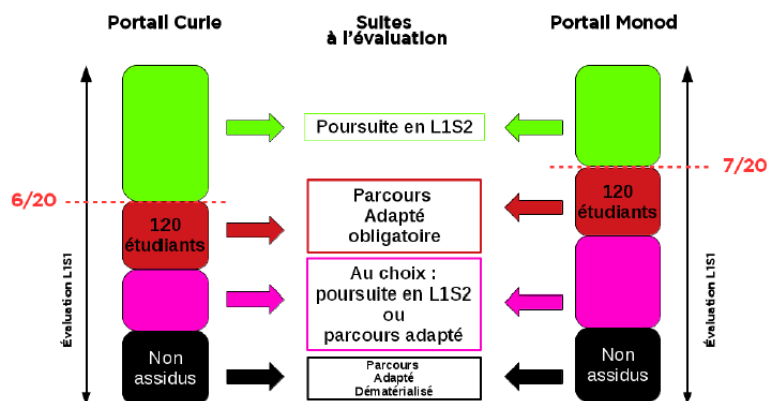 Portail Curie
Suites
à l'évaluation
Portail Monod
Poursuite en L1S2
7/20
6/20
120
étudiants
Parcours
Adapté
obligatoire
120
étudiants
Au choix :
poursuite en L1S2
ou
parcours adapté
Évaluation L1S1
Évaluation L1S1
Non
assidus
Parcours
Adapté
Dématérialisé
Non
assidus